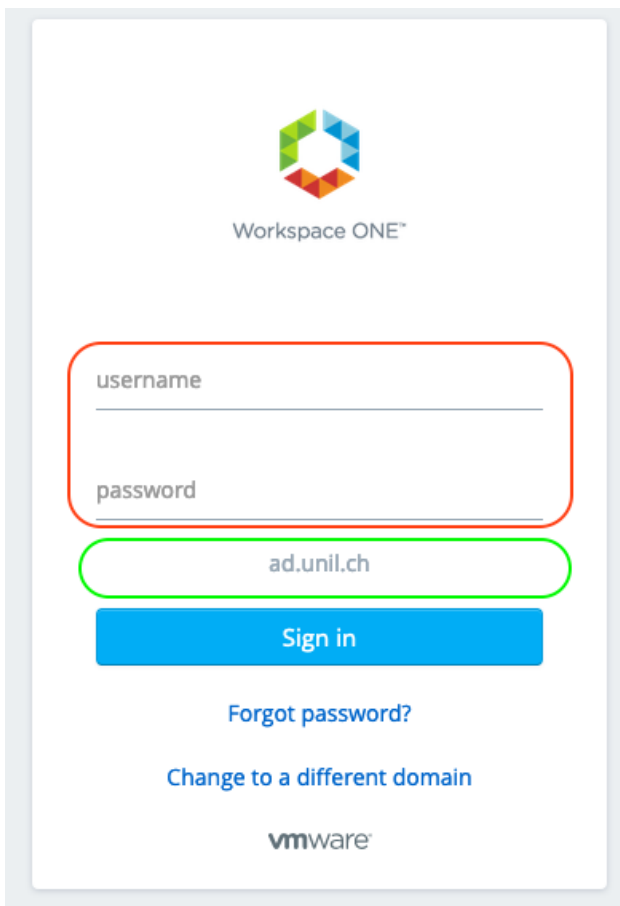 Workspace ONE™
username
password
ad.unil.ch
Sign in
Forgot password?
Change to a different domain
vmware